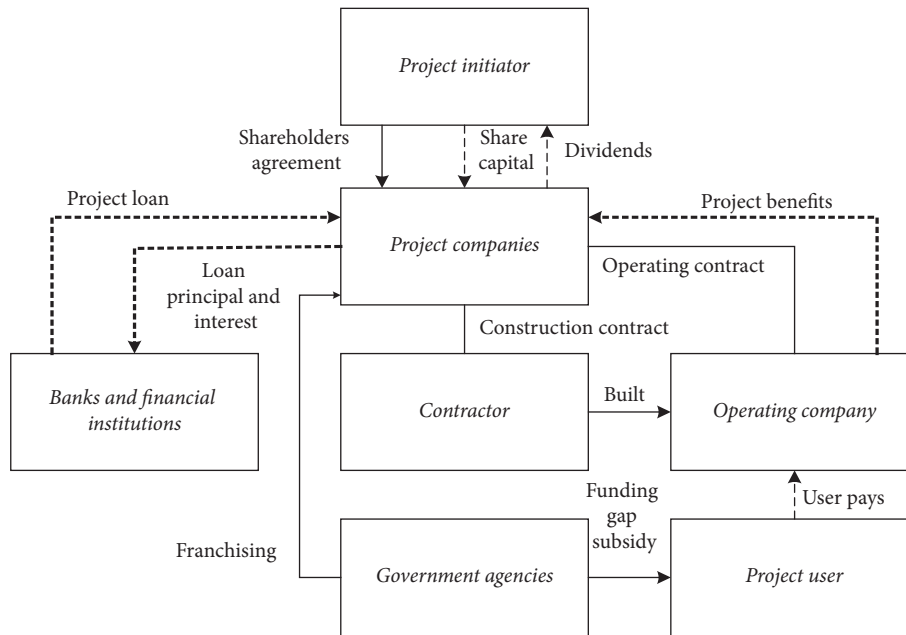 Project initiator
Shareholders
agreement
Share
capital
Dividends
Project loan
Project benefits
Project companies
Operating contract
Loan
principal and
interest
Construction contract
Banks and financial
institutions
Contractor
Built
Operating company
Funding
gap
subsidy
User pays
Franchising
Government agencies
Project user